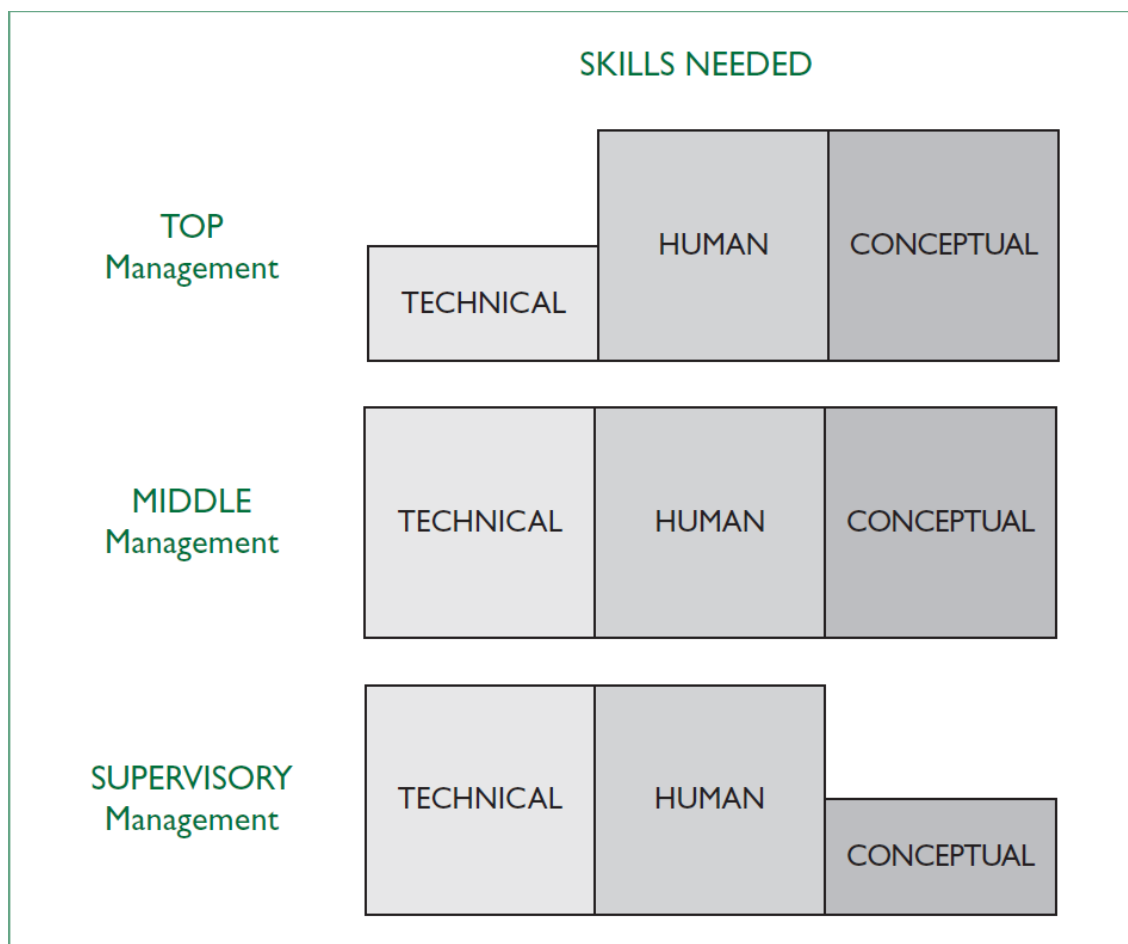 SKILLS NEEDED
TOP
Management
TECHNICAL
HUMAN
CONCEPTUAL
MIDDLE
Management
TECHNICAL
HUMAN
CONCEPTUAL
SUPERVISORY
Management
TECHNICAL
HUMAN
CONCEPTUAL